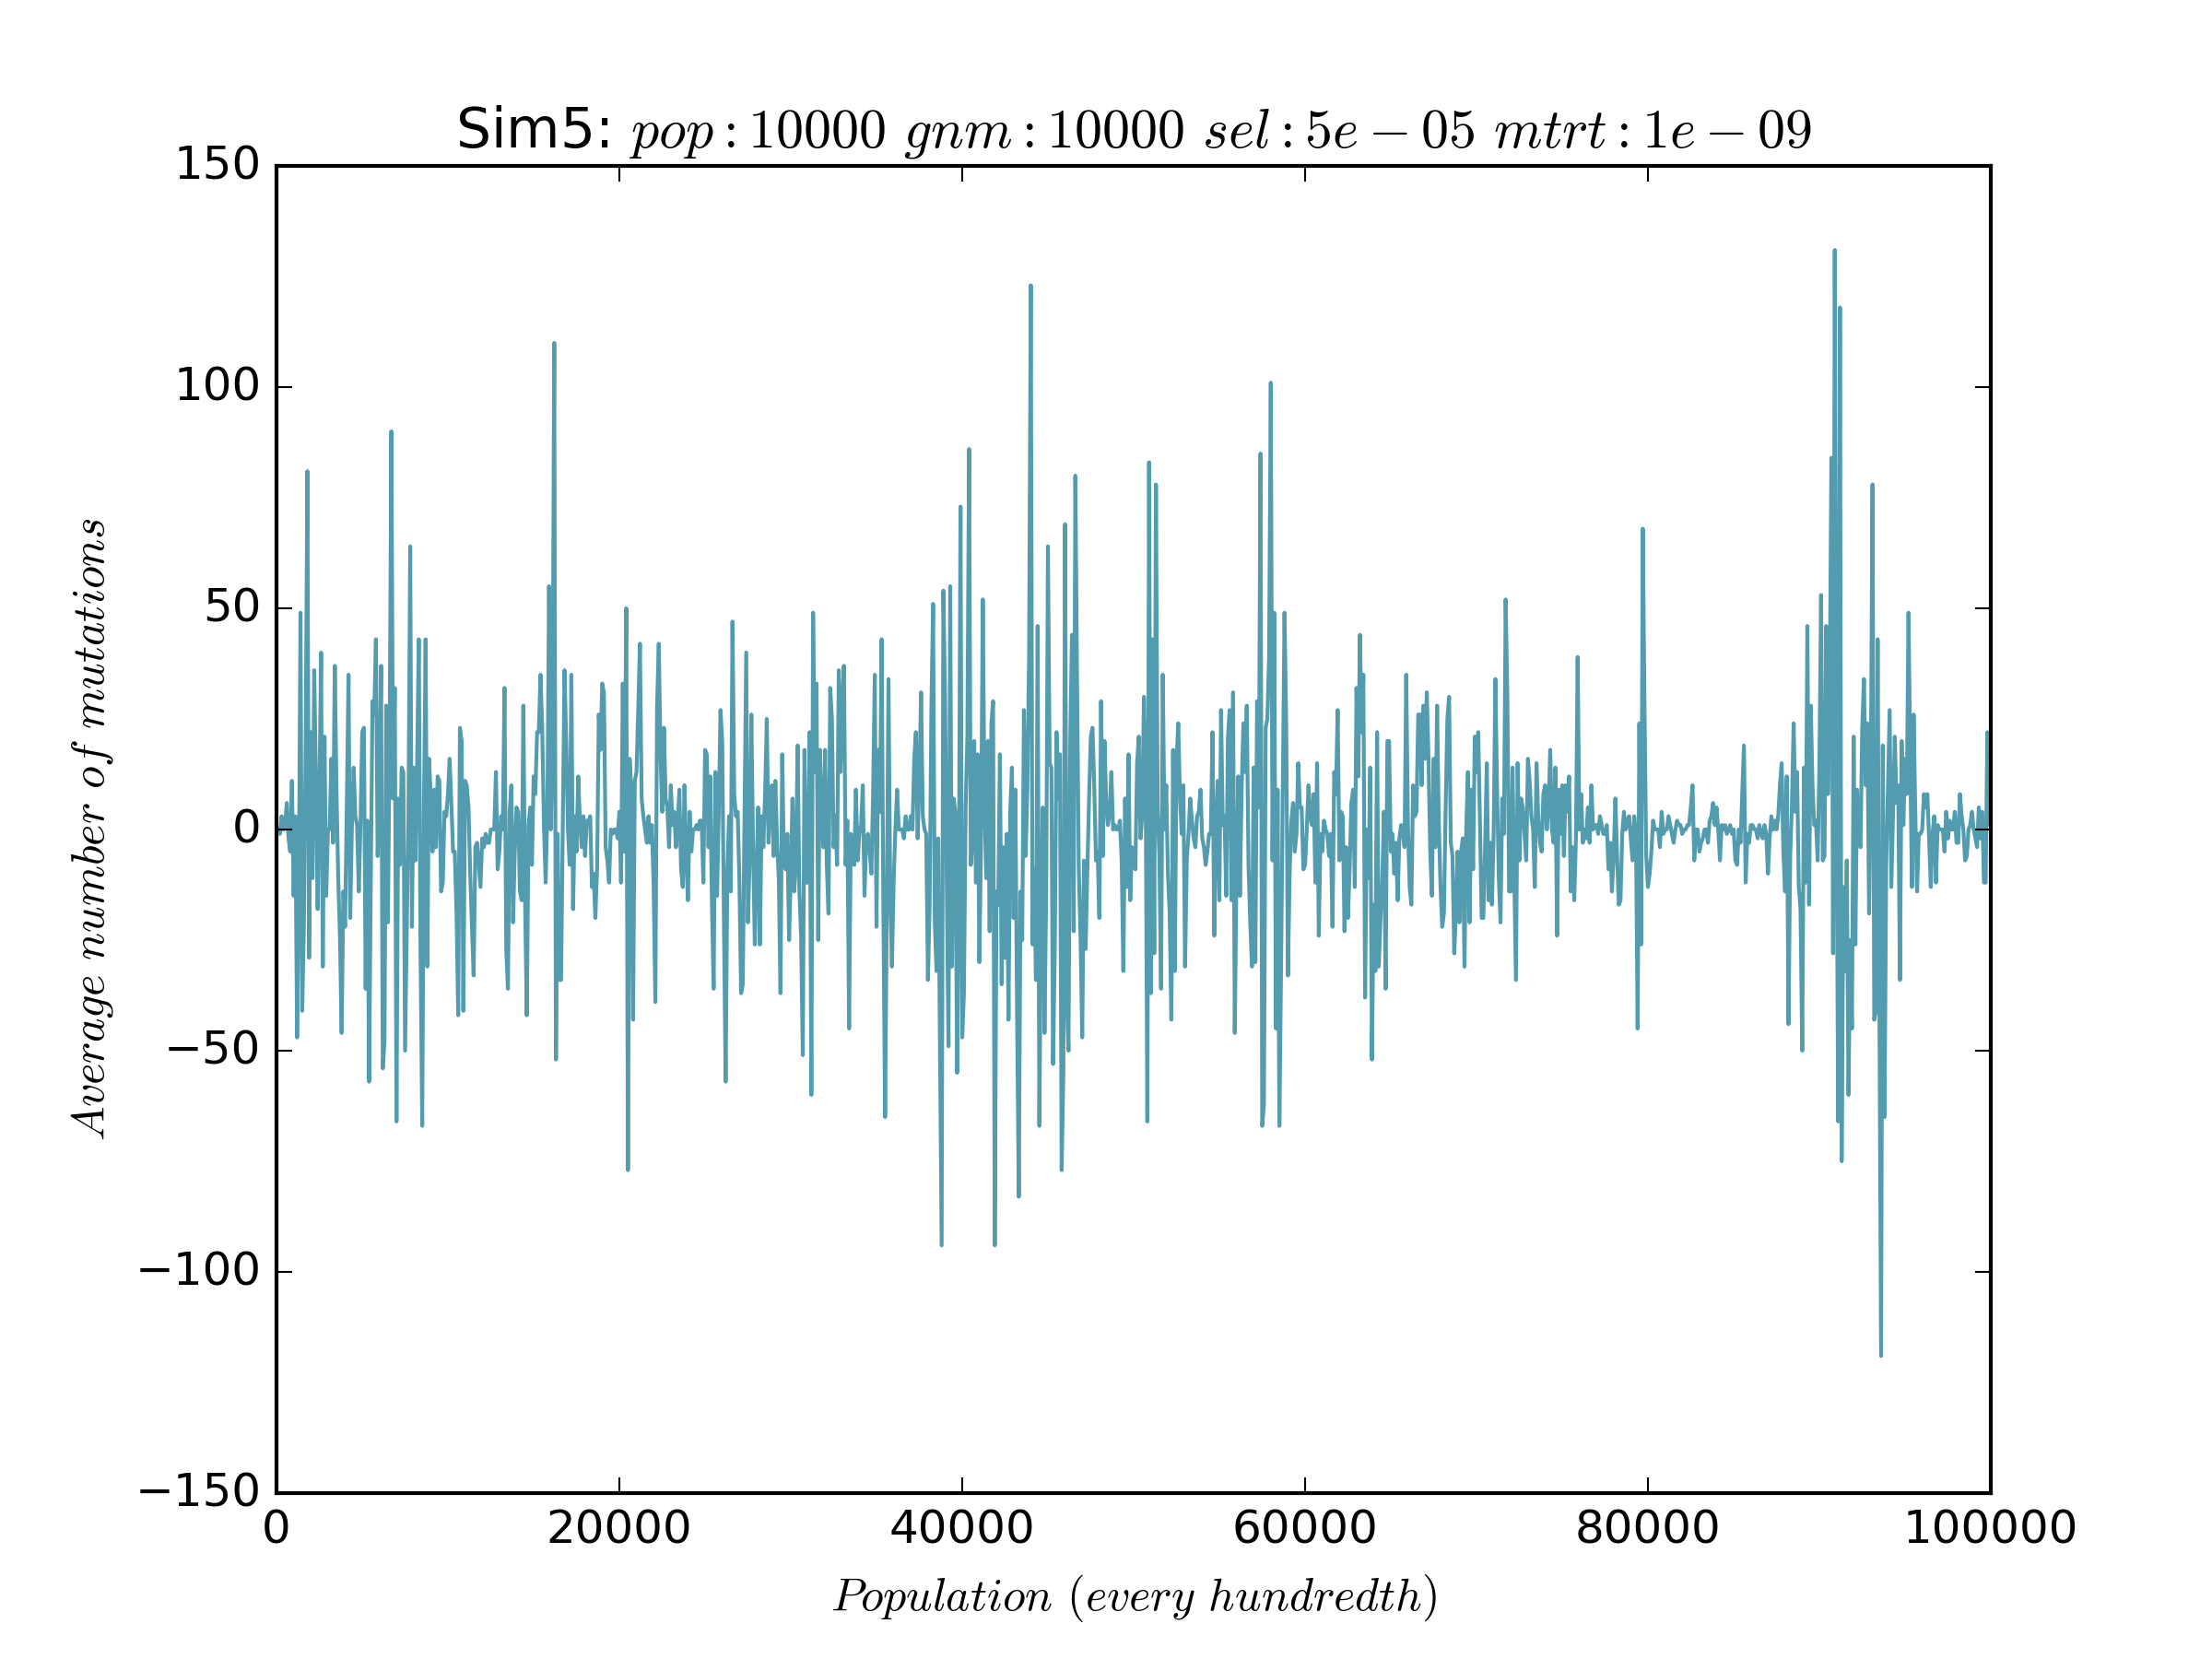 Sim5: pop : 10000 gnm : 10000 sel : 5e − 05 mtrt : 1e − 09
150
100
50
0
−50
−100
−150
Average number of mutations
0 20000 40000 60000 80000 100000
Population (every hundredth)